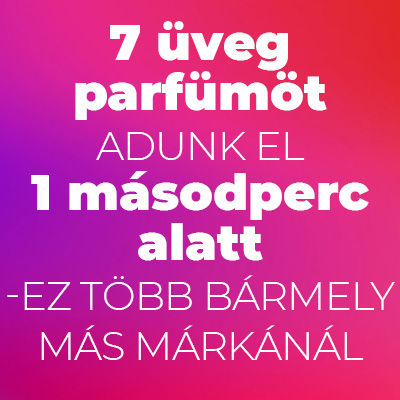 7 üveg
parfümöt
ADUNK EL
1 másodperc
alatt
-EZ TÖBB BÁRMELY
MÁS MÁRKÁNÁL